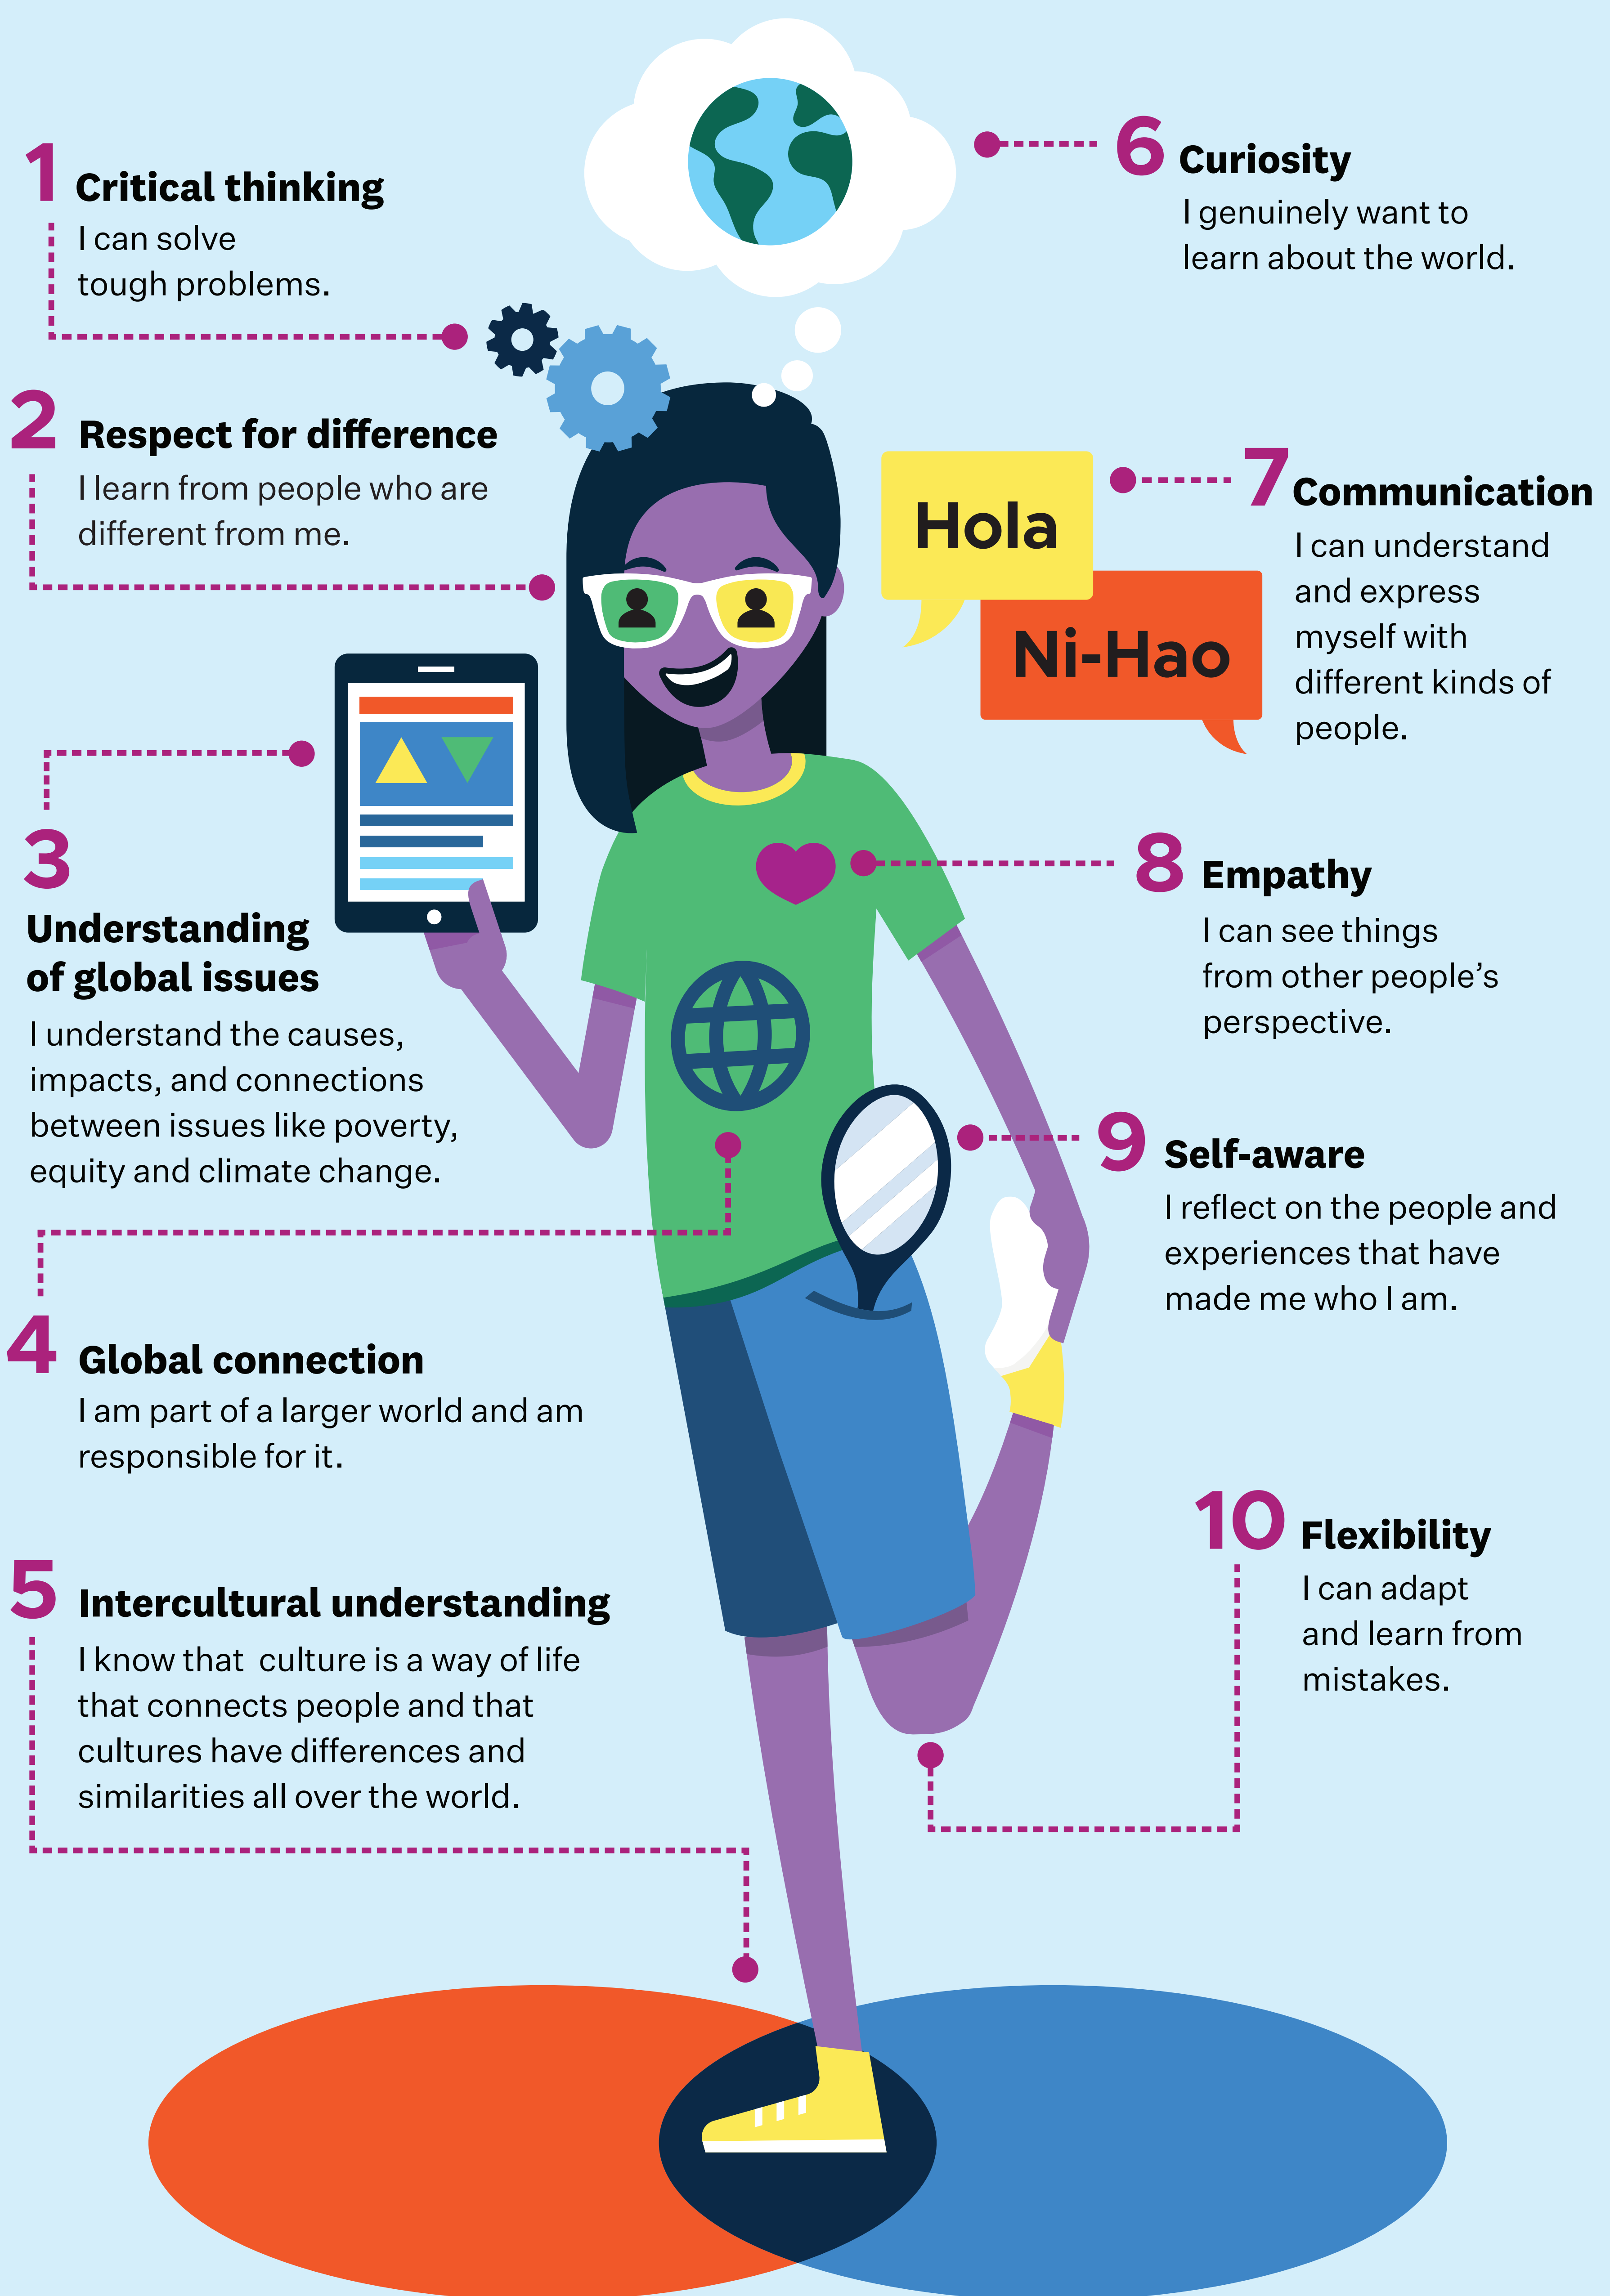 1 Critical thinking
I can solve
tough problems.
2 Respect for difference
I learn from people who are
different from me.
3
Understanding
of global issues
I understand the causes,
impacts, and connections
between issues like poverty,
equity and climate change.
4 Global connection
I am part of a larger world and am
responsible for it.
5 Intercultural understanding
I know that culture is a way of life
that connects people and that
cultures have differences and
similarities all over the world.
6 Curiosity
I genuinely want to
learn about the world.
Hola
Ni-Hao
7 Communication
I can understand
and express
myself with
different kinds of
people.
8 Empathy
I can see things
from other people’s
perspective.
9 Self-aware
I reflect on the people and
experiences that have
made me who I am.
10 Flexibility
I can adapt
and learn from
mistakes.